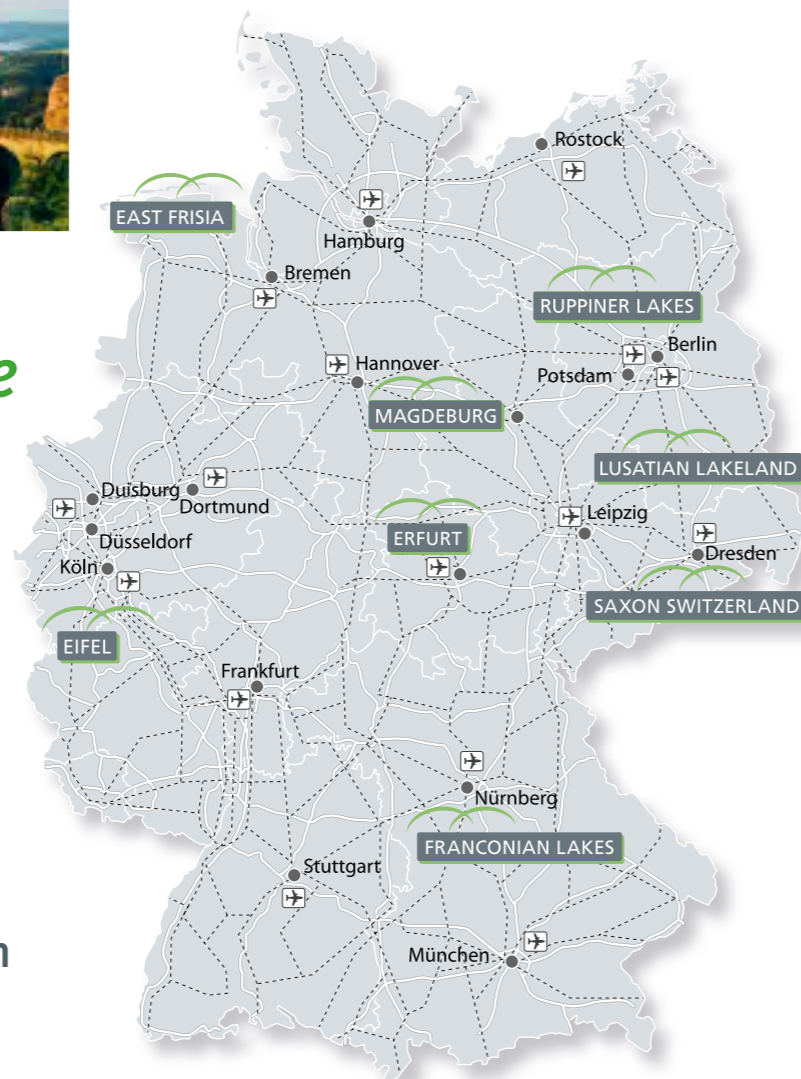 Rostock
EAST FRISIA
Hamburg
Bremen
RUPPINER LAKES
Berlin
Hannover
Potsdam
e
MAGDEBURG
LUSATIAN LAKELAND
Duisburg
Dortmund
Leipzig
ERFURT
Düsseldorf
Dresden
Köln
SAXON SWITZERLAND
EIFEL
Frankfurt
Nürnberg
FRANCONIAN LAKES
Stuttgart
n
München